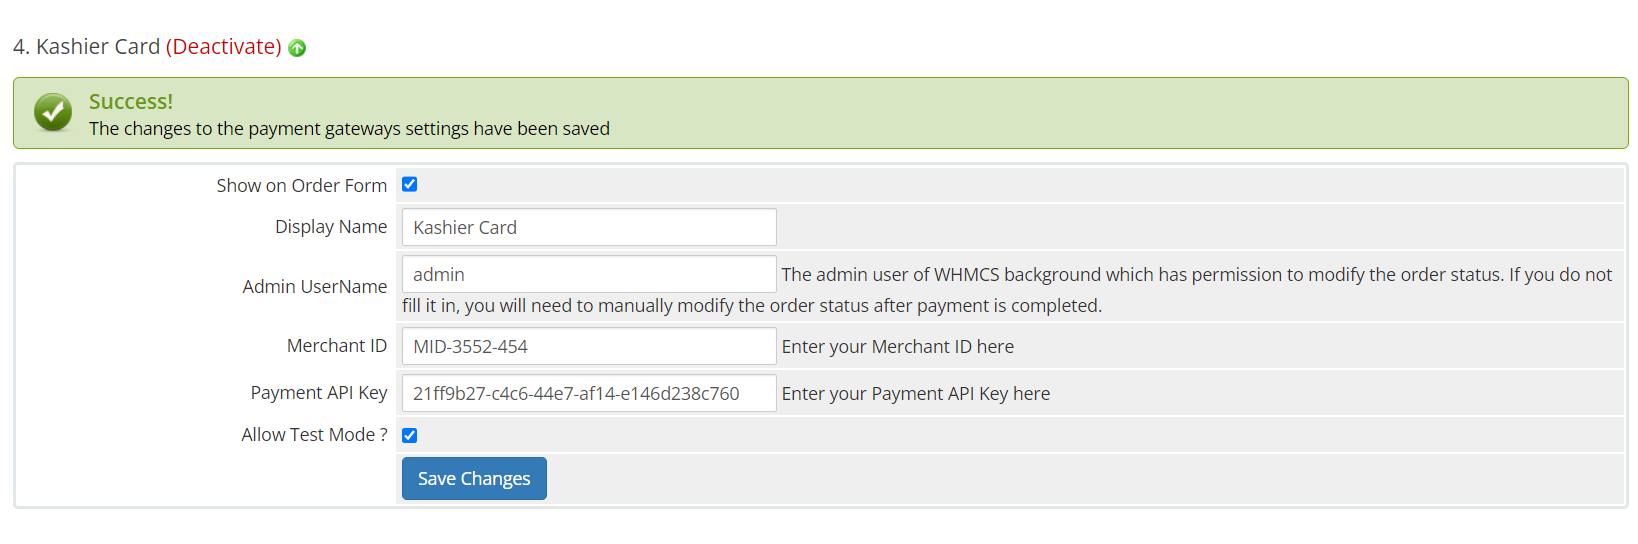 4. Kashier Card (Deactivate)
Success!
The changes to the payment gateways settings have been saved
Show on Order Form
Display Name Kashier Card
Admin UserName admin The admin user of WHMCS background which has permission to modify the order status. If you do not
fill it in, you will need to manually modify the order status after payment is completed.
Merchant ID MID-3552-454 Enter your Merchant ID here
Payment API Key 21ff9b27-c4c6-44e7-af14-e146d238c760 Enter your Payment API Key here
Allow Test Mode ?
Save Changes